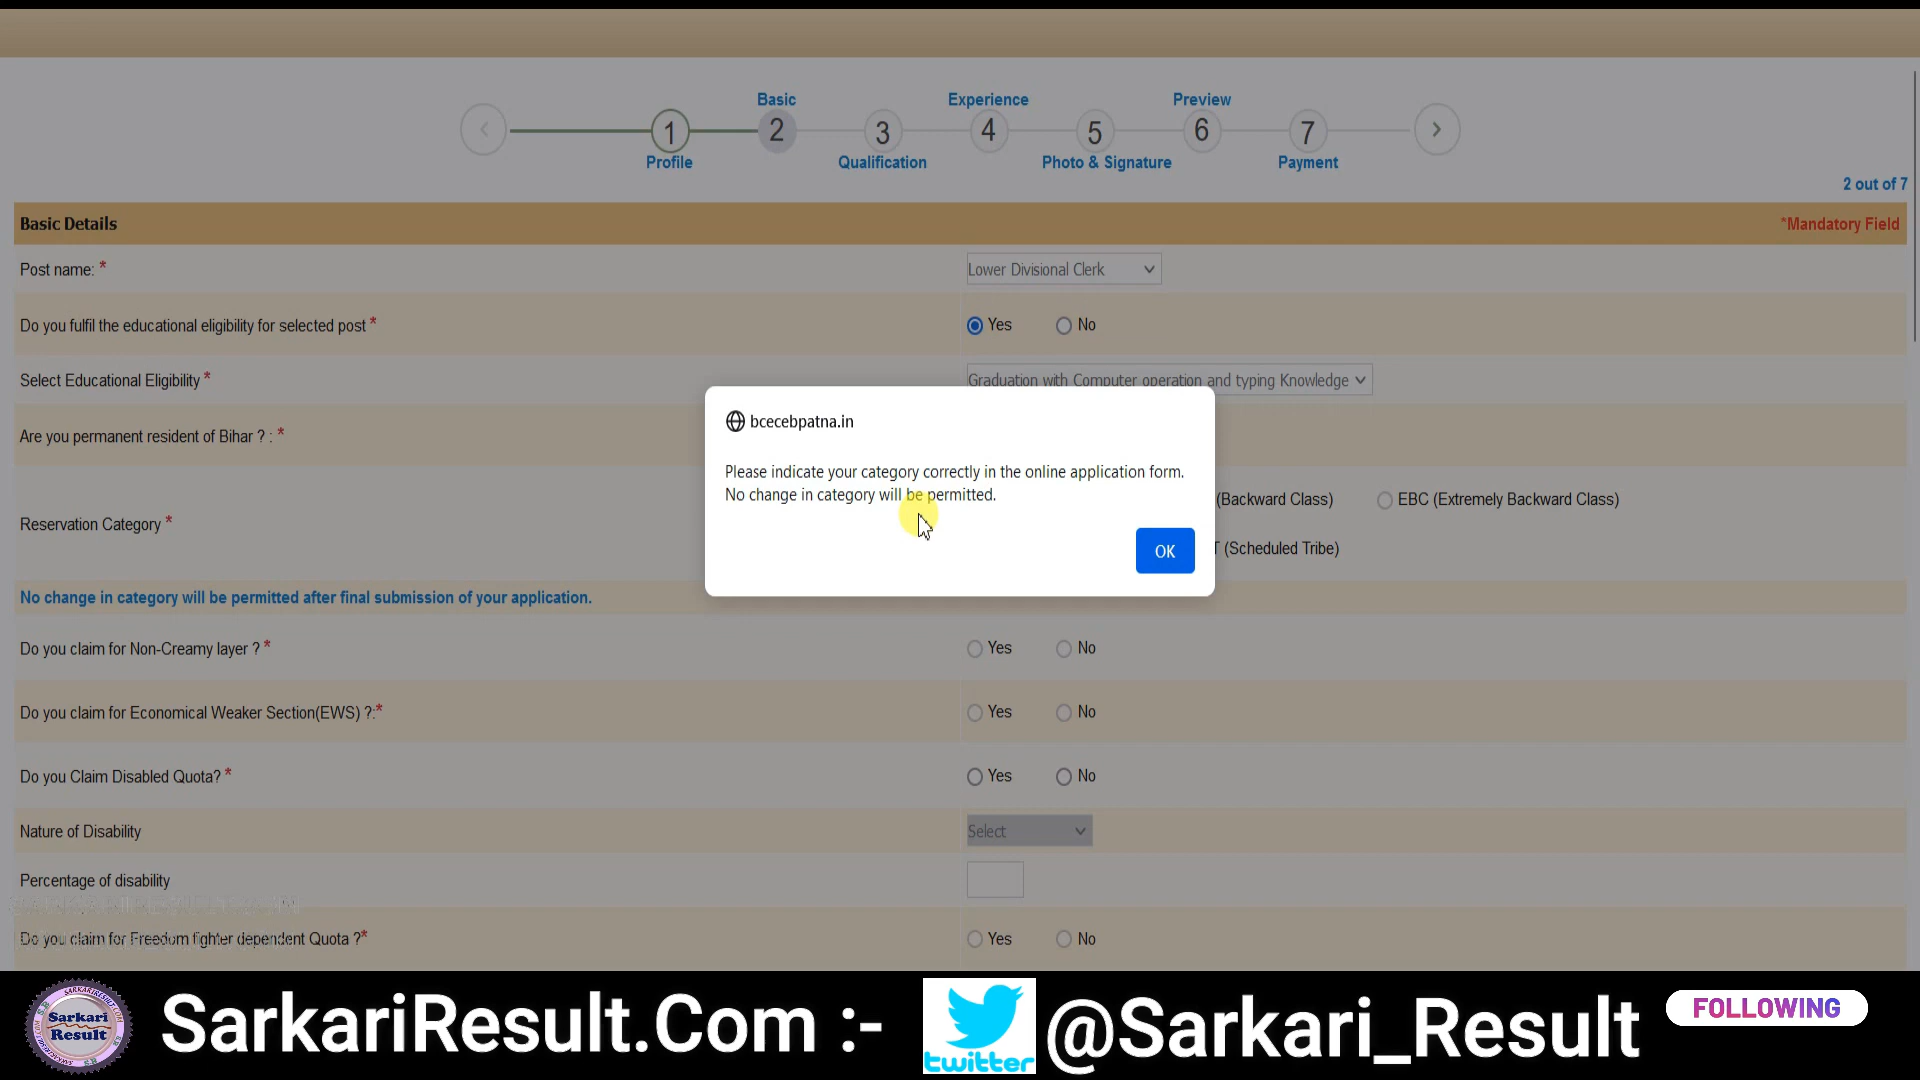 Basic
Experience
Preview
1
2
3
4
5
6
7
Profile
Qualification
Photo & Signature
Payment
2 out of 7
Basic Details
*Mandatory Field
Post name: *
Lower Divisional Clerk
Do you fulfil the educational eligibility for selected post *
Yes No
Select Educational Eligibility *
Graduation with Computer operation and typing Knowledge
Are you permanent resident of Bihar ? : *
bcecebpatna.in
Please indicate your category correctly in the online application form.
No change in category will be permitted.
OK
Reservation Category *
(Backward Class) EBC (Extremely Backward Class)
(Scheduled Tribe)
No change in category will be permitted after final submission of your application.
Do you claim for Non-Creamy layer ? *
Yes No
Do you claim for Economical Weaker Section(EWS) ?:*
Yes No
Do you Claim Disabled Quota? *
Yes No
Nature of Disability
Select
Percentage of disability
Do you claim for Freedom fighter dependent Quota ?*
Yes No
Sarkari
Result
SarkariResult.Com :-
twitter
@Sarkari_Result
FOLLOWING